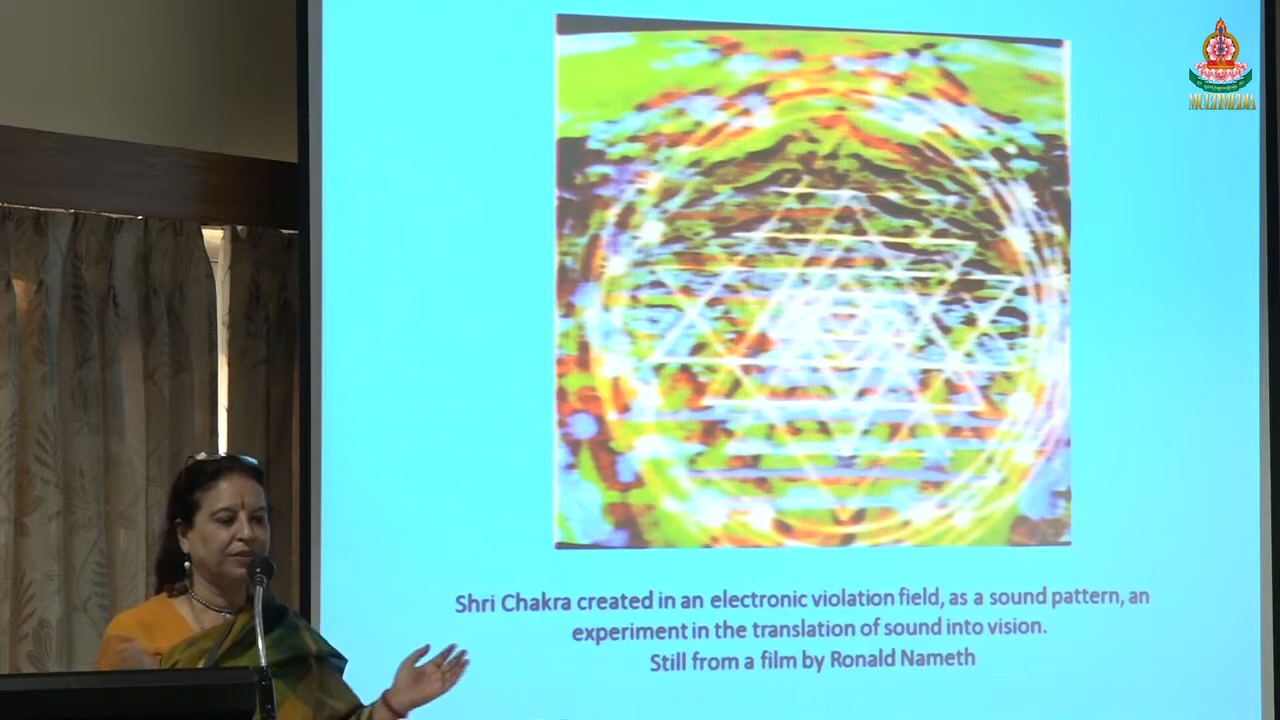 MULTIMEDIA
Shri Chakra created in an electronic violation field, as a sound pattern, an
experiment in the translation of sound into vision.
Still from a film by Ronald Nameth